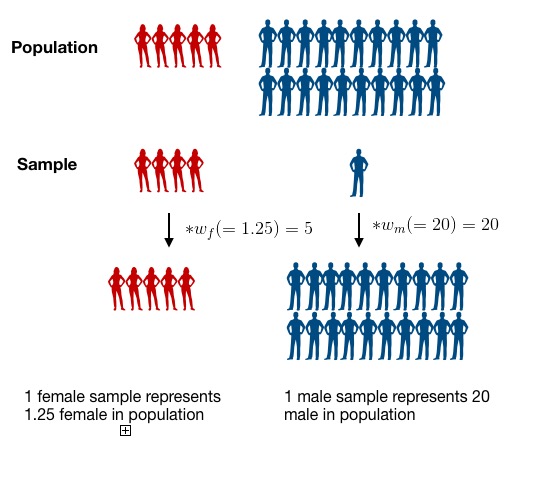 Population
Sample
*w_f(= 1.25) = 5
*w_m(= 20) = 20
1 female sample represents
1.25 female in population
1 male sample represents 20
male in population